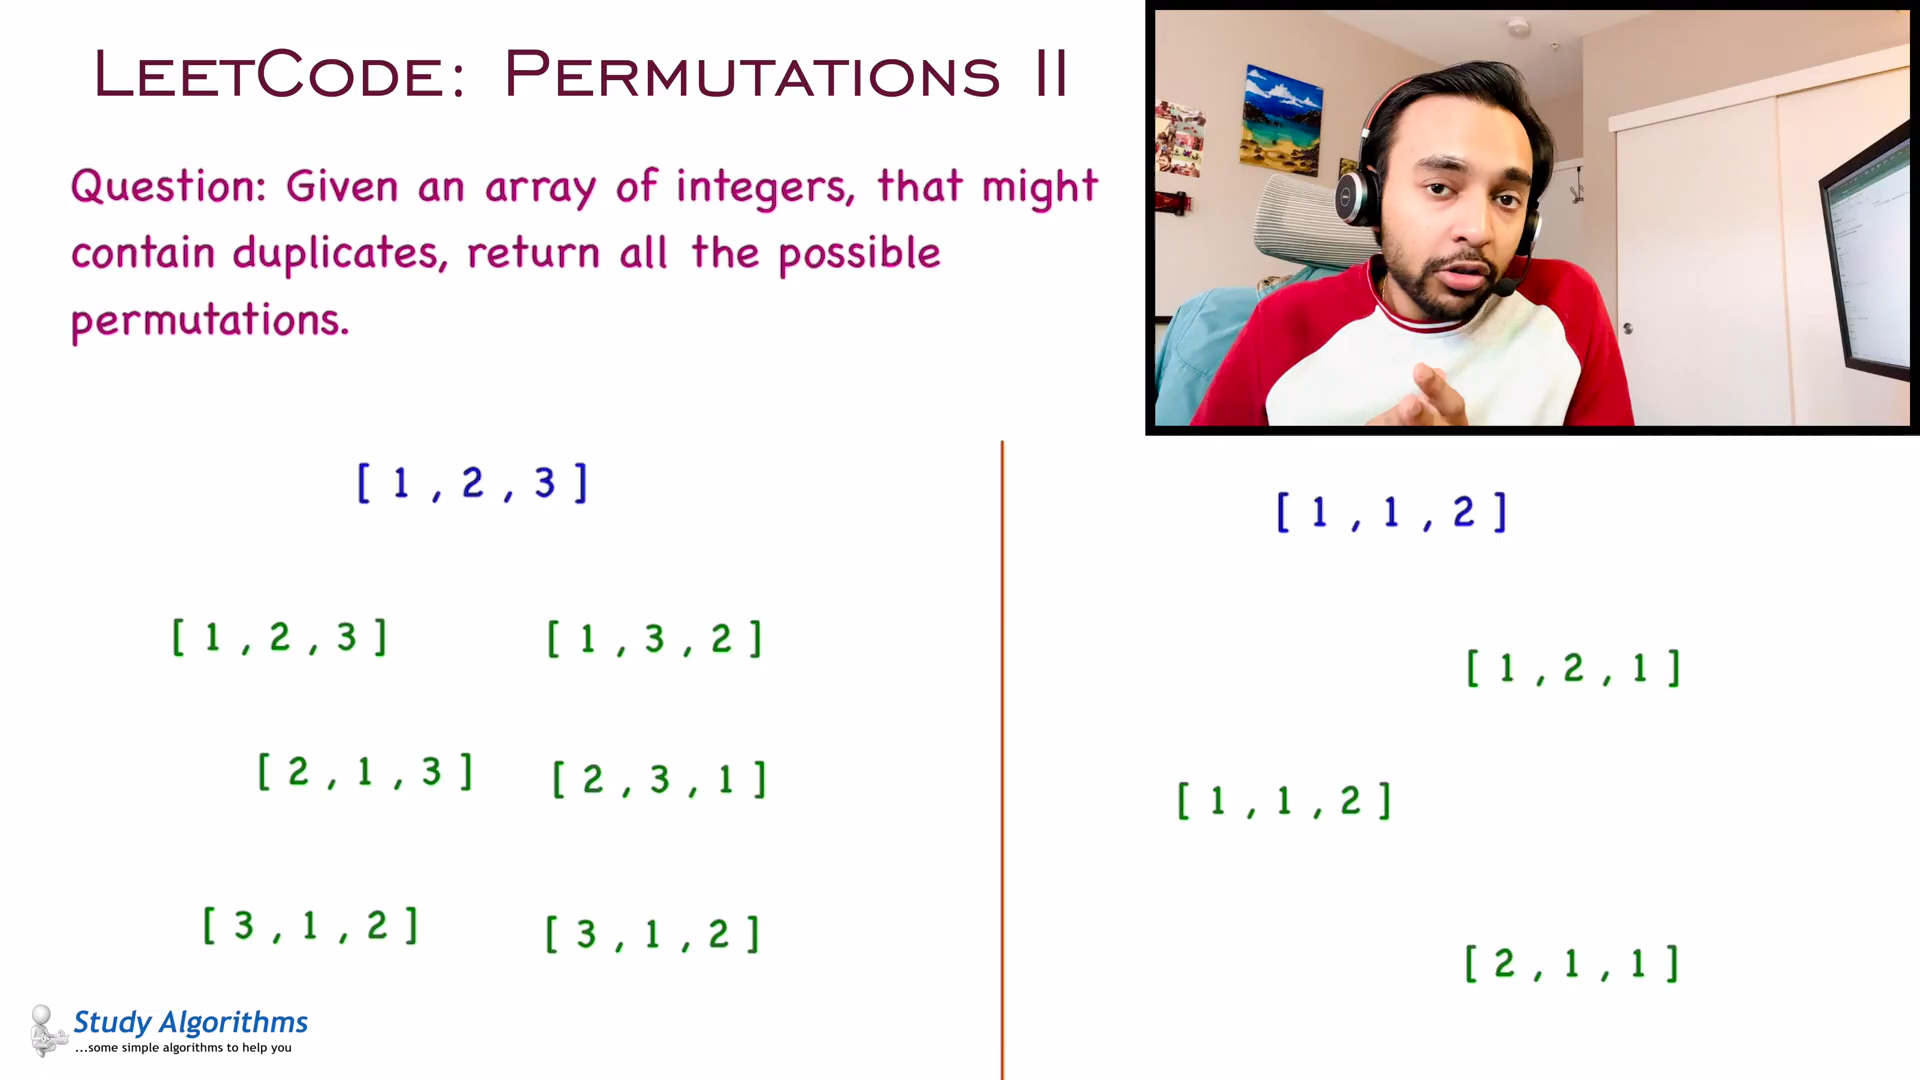 LEETCODE: PERMUTATIONS II
Question: Given an array of integers, that might
contain duplicates, return all the possible
permutations.
[ 1 , 2 , 3 ]
[ 1 , 2 , 3 ]
[ 1 , 3 , 2 ]
[ 2 , 1 , 3 ]
[ 2 , 3 , 1 ]
[ 3 , 1 , 2 ]
[ 3 , 1 , 2 ]
[ 1 , 1 , 2 ]
[ 1 , 2 , 1 ]
[ 1 , 1 , 2 ]
[ 2 , 1 , 1 ]
Study Algorithms
...some simple algorithms to help you